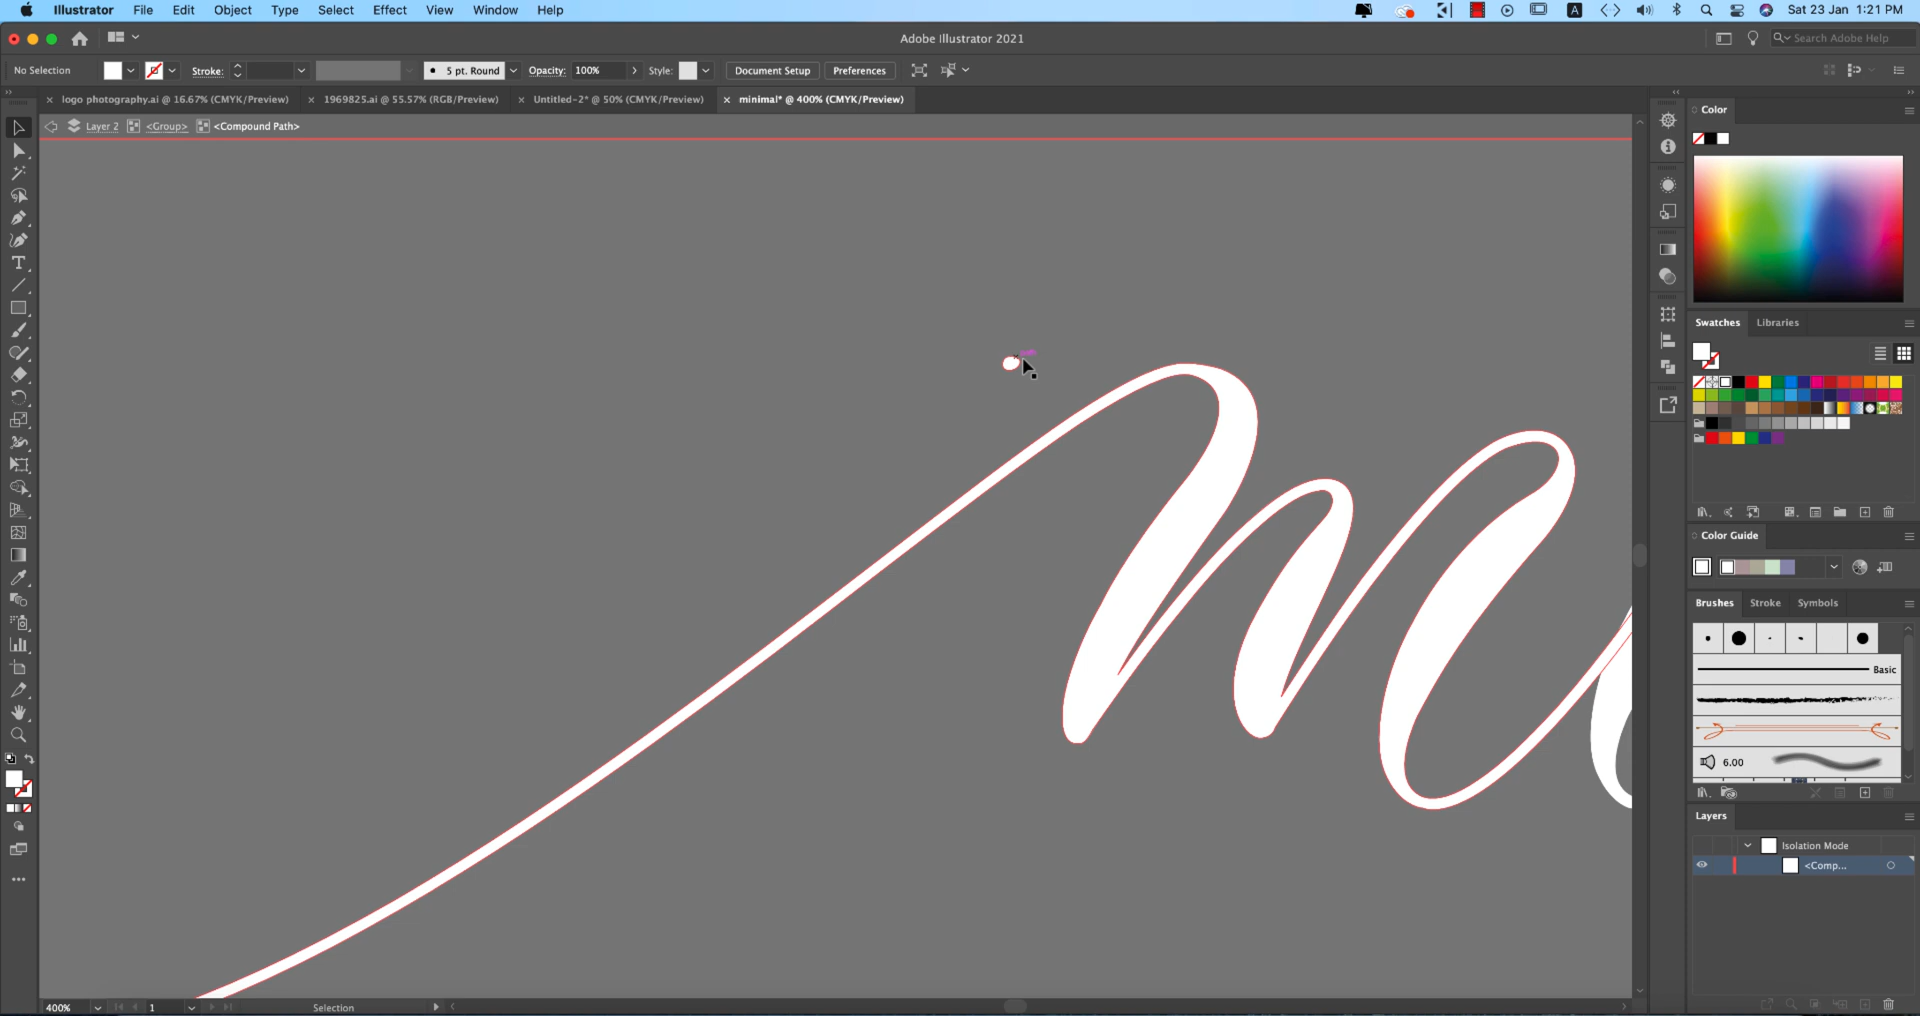 Illustrator File Edit Object Type Select Effect View Window Help
A
Sat 23 Jan 1:21 PM
Adobe Illustrator 2021
Search Adobe Help
No Selection
Stroke:
5 pt. Round
Opacity: 100%
Style:
Document Setup
Preferences
logo photography.ai @ 16.67% (CMYK/Preview)
1969825.ai @ 55.57% (RGB/Preview)
Untitled-2* @ 50% (CMYK/Preview)
minimal* @ 400% (CMYK/Preview)
Layer 2
<Group>
<Compound Path>
Color
Swatches
Libraries
Color Guide
Brushes
Stroke
Symbols
Basic
6.00
Layers
Isolation Mode
<Comp...
400%
1
Selection